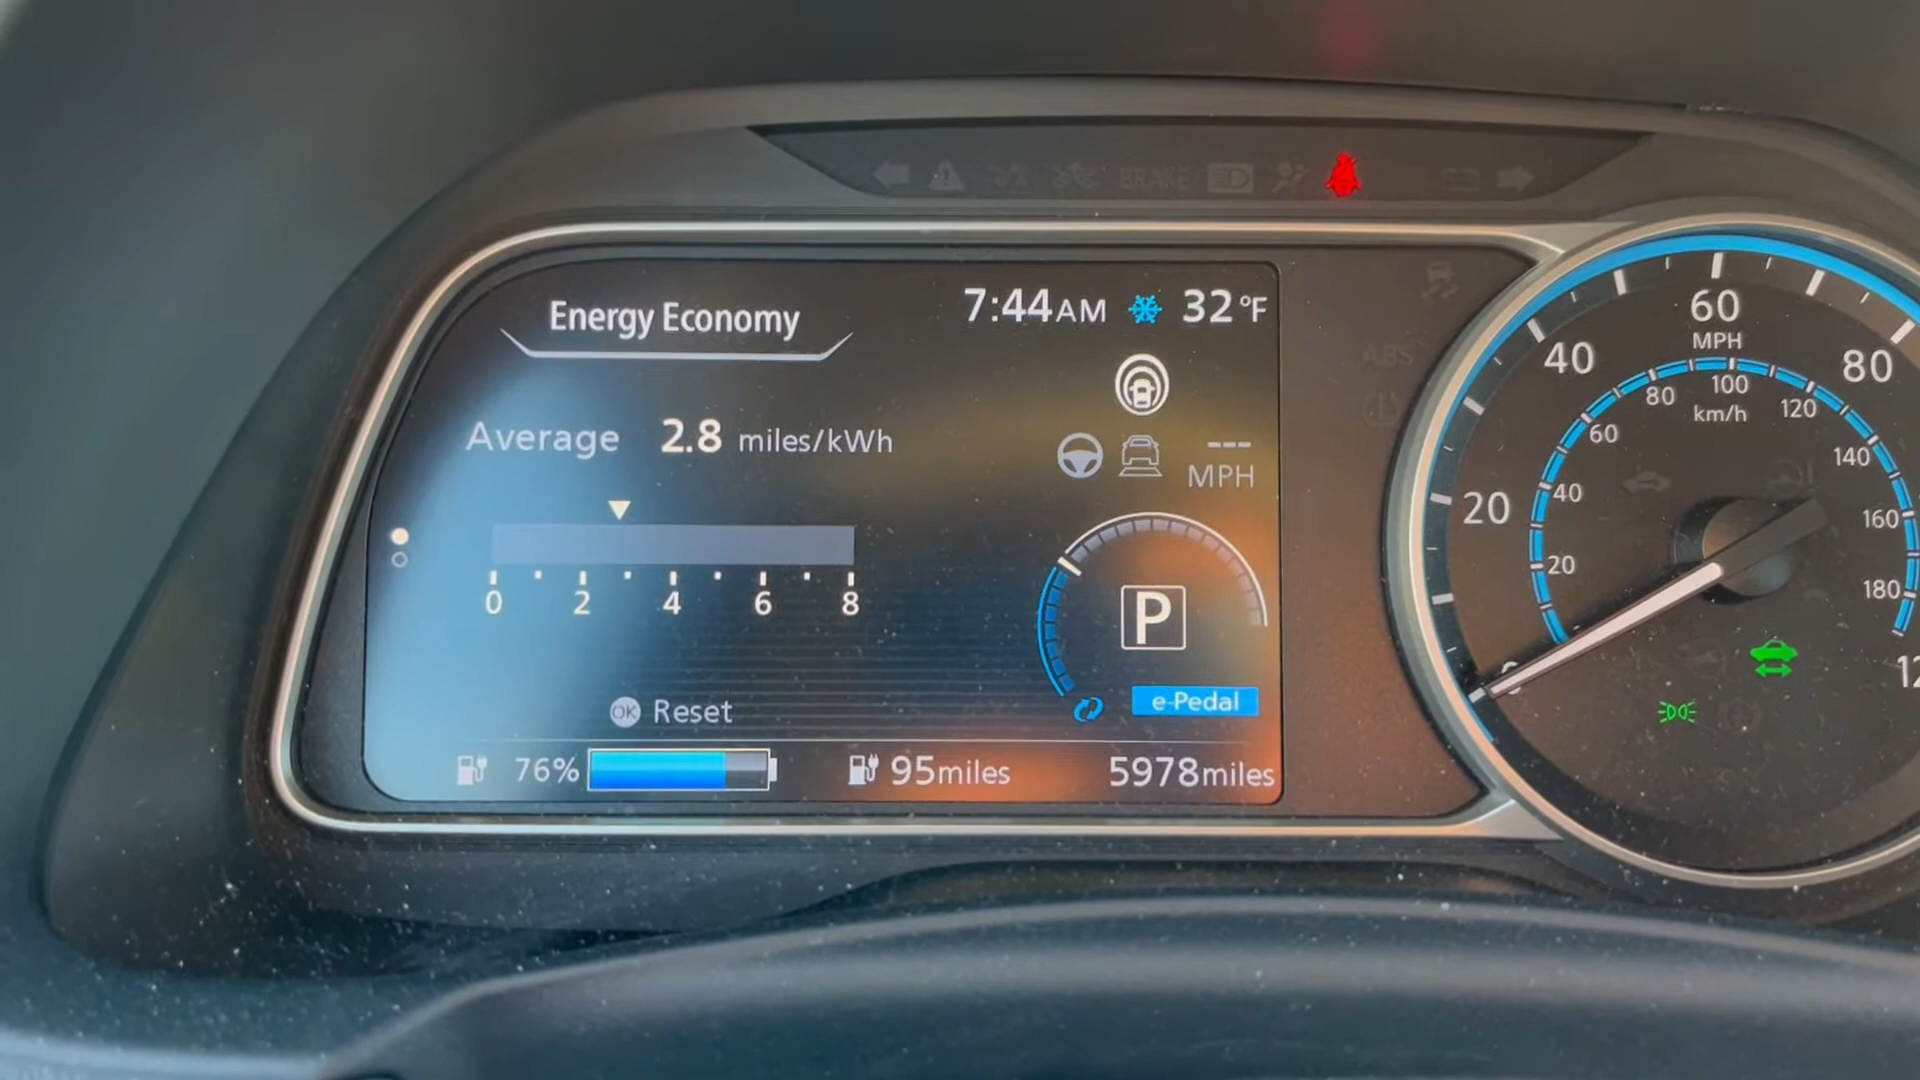 BRAKE
Energy Economy
7:44AM 32°F
Average 2.8 miles/kWh
--- MPH
0 2 4 6 8
P
OK Reset
e-Pedal
76% 95miles 5978miles
ABS
20 40 60 80
MPH
20 40 60 80 100 120 140 160 180
km/h